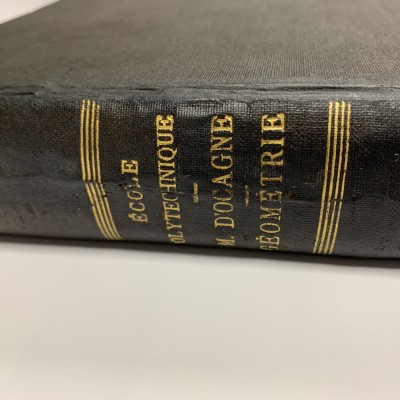 ÉCOLE
POLYTECHNIQUE
M. D'OCAGNE
GÉOMÉTRIE